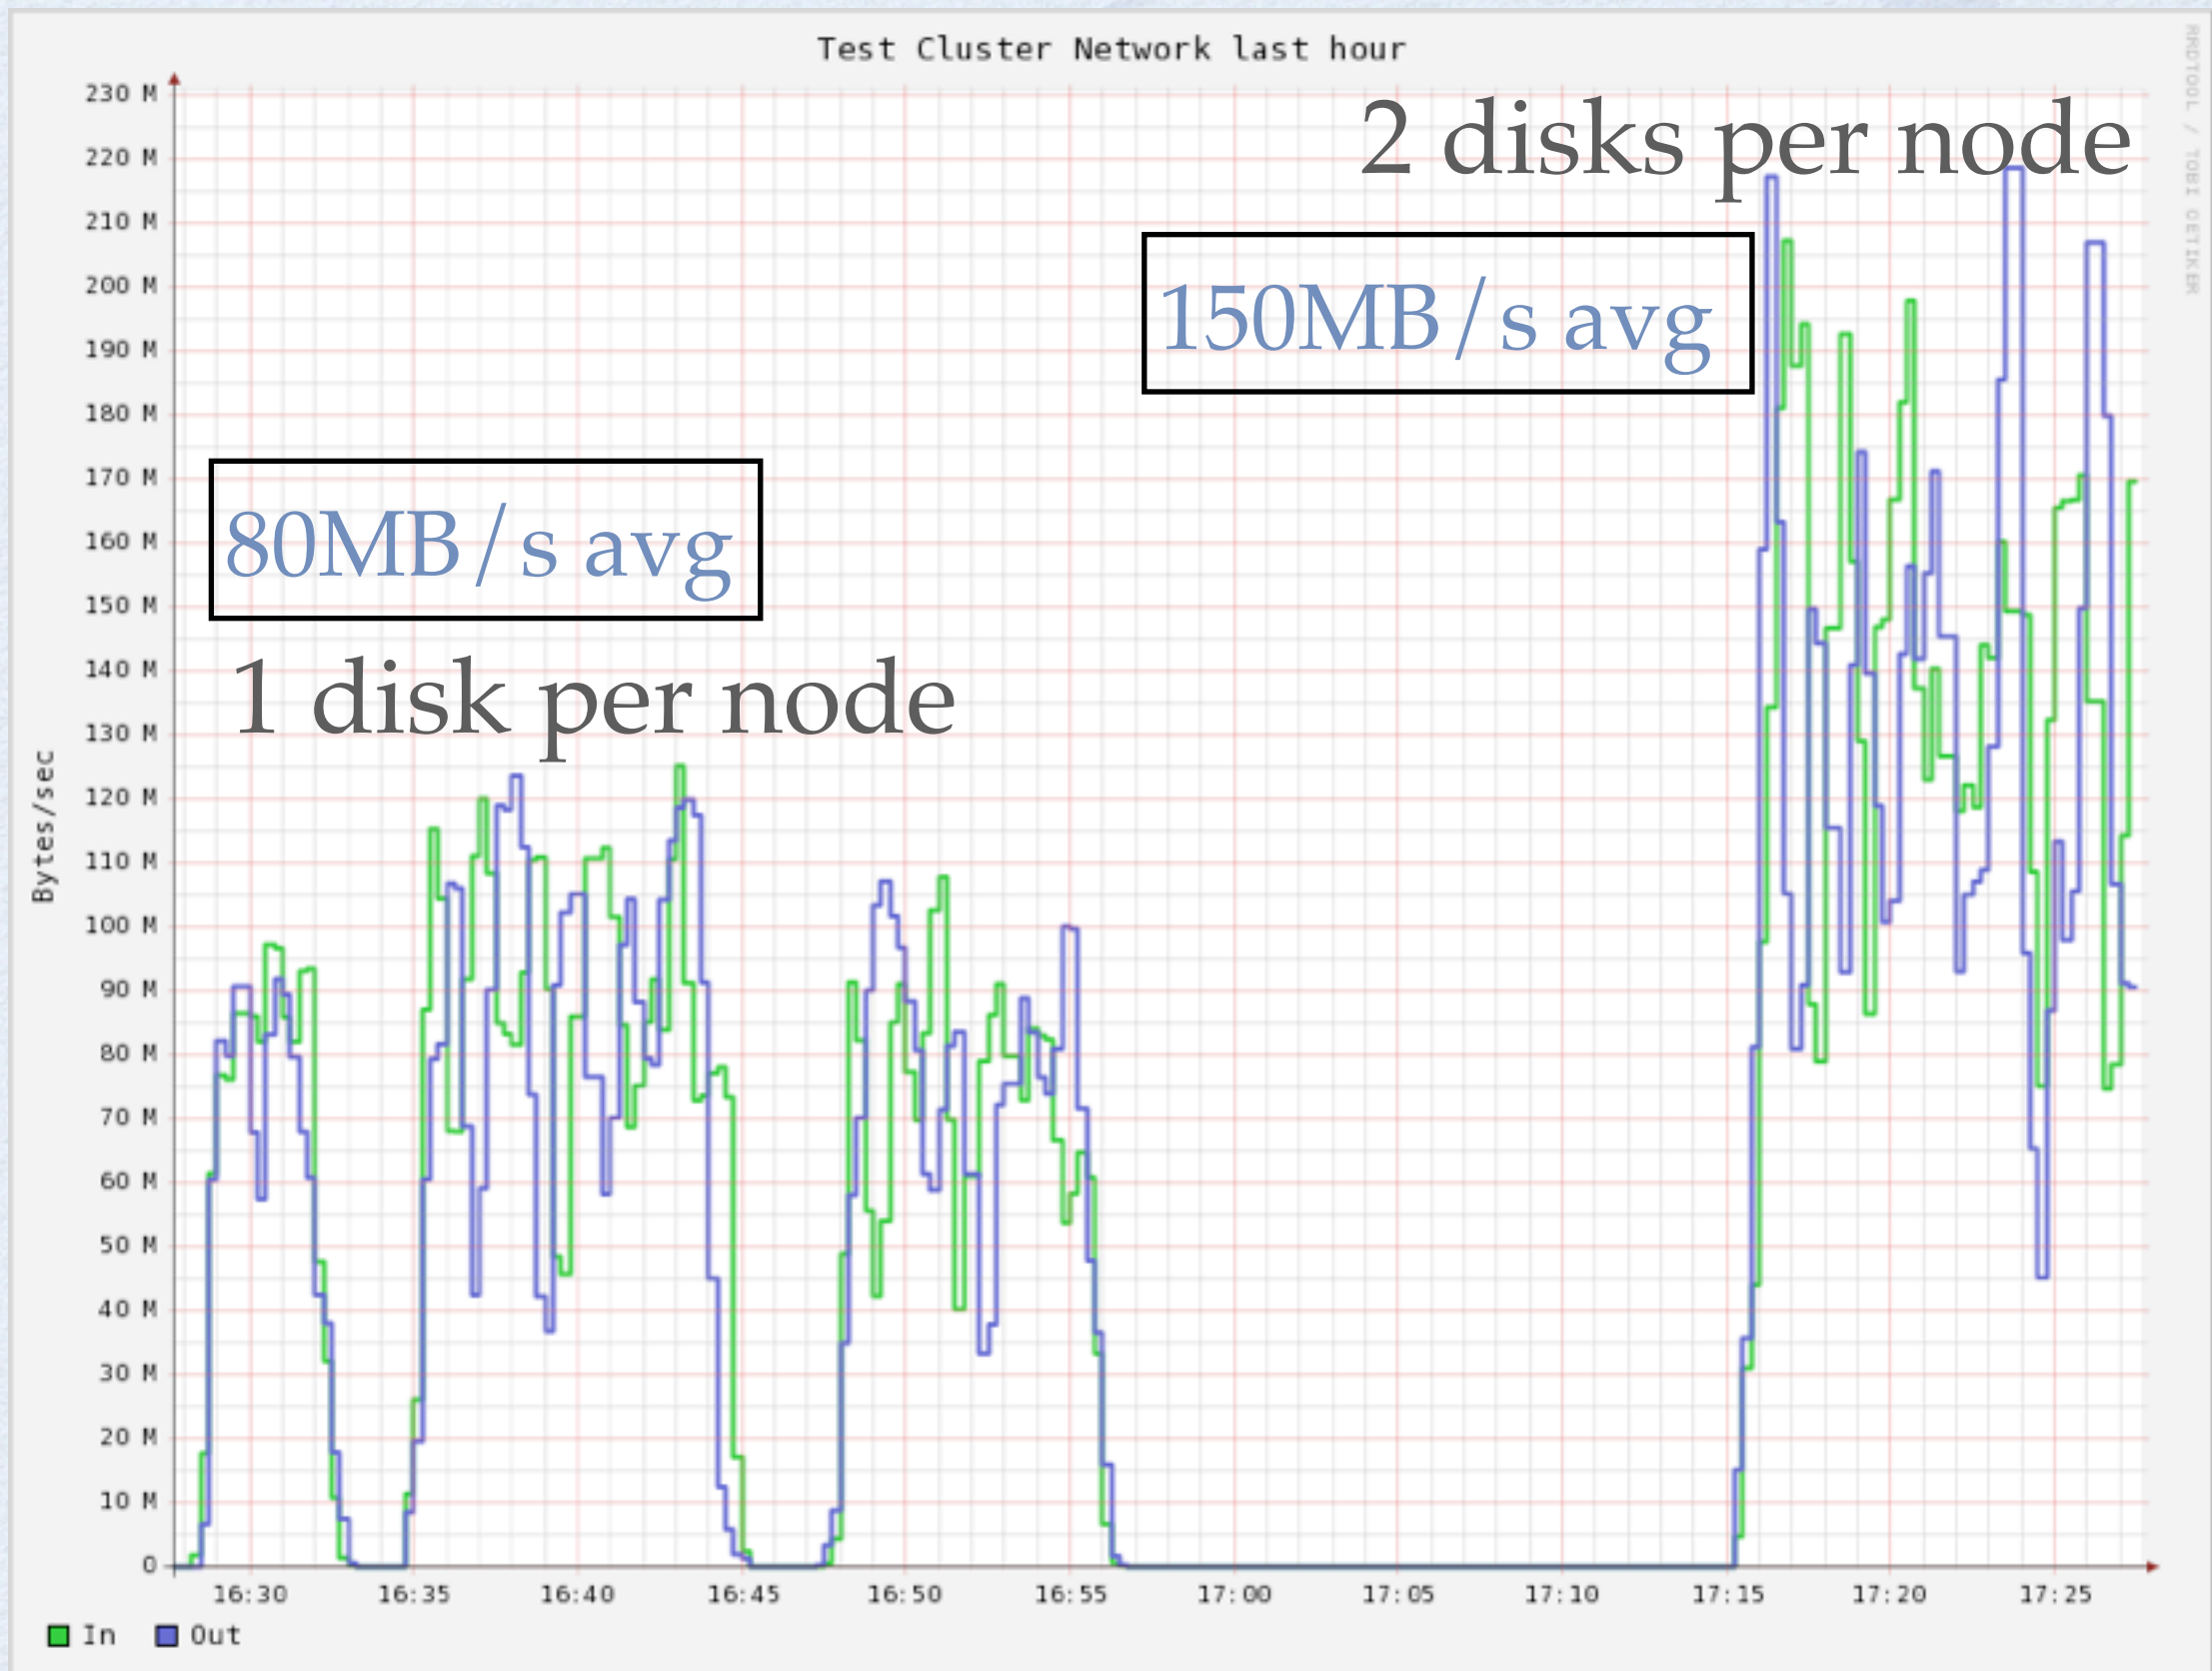 Test Cluster Network last hour
RRDTOOL / TOBI OETIKER
2 disks per node
150MB/s avg
80MB/s avg
1 disk per node
Bytes/sec
230 M
220 M
210 M
200 M
190 M
180 M
170 M
160 M
150 M
140 M
130 M
120 M
110 M
100 M
90 M
80 M
70 M
60 M
50 M
40 M
30 M
20 M
10 M
0
16:30 16:35 16:40 16:45 16:50 16:55 17:00 17:05 17:10 17:15 17:20 17:25
In Out